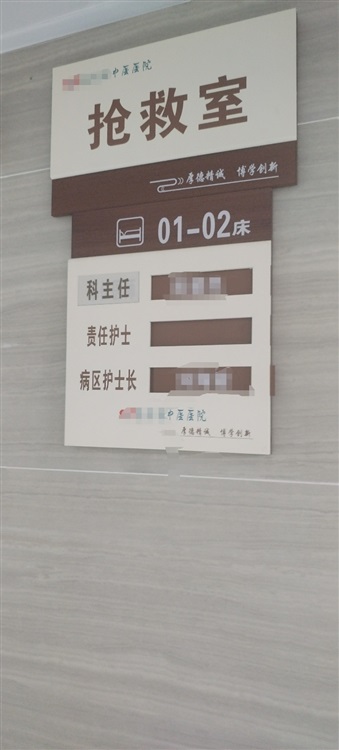 中医医院
抢救室
厚德精诚 博学创新
01-02床
科主任
责任护士
病区护士长
中医医院
厚德精诚 博学创新